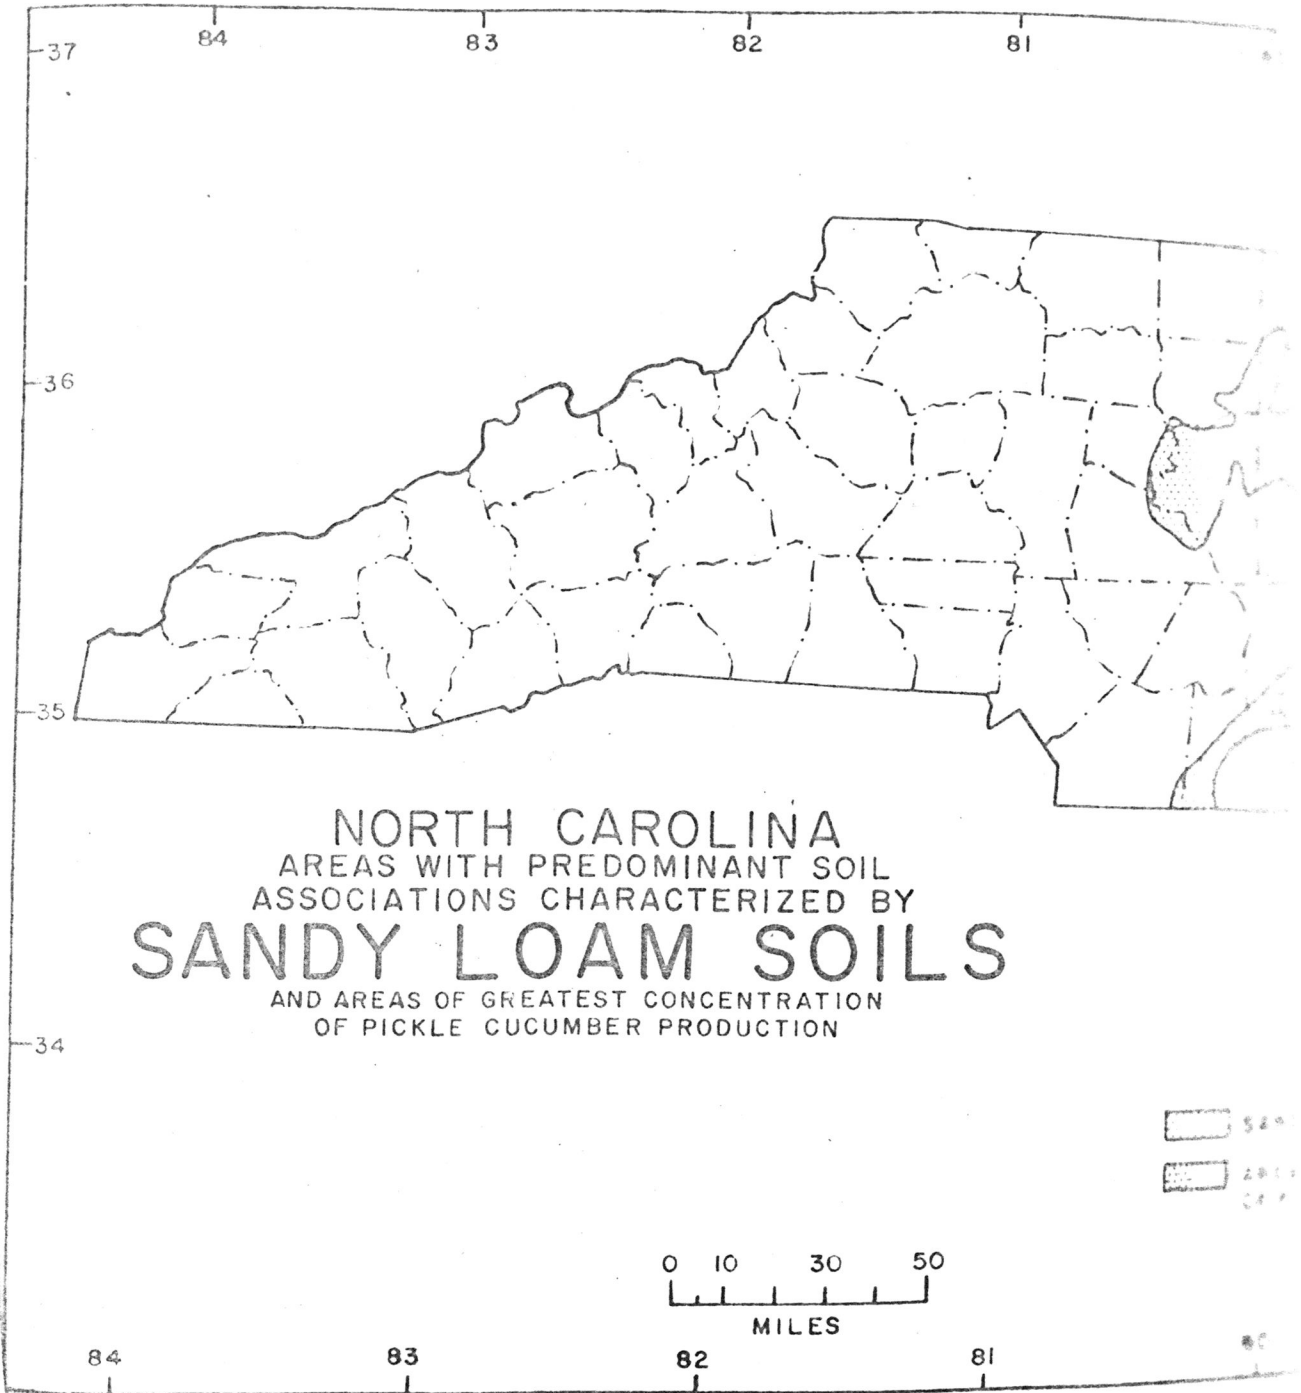 84 83 82 81
37
36
35
NORTH CAROLINA
AREAS WITH PREDOMINANT SOIL
ASSOCIATIONS CHARACTERIZED BY
SANDY LOAM SOILS
AND AREAS OF GREATEST CONCENTRATION
OF PICKLE CUCUMBER PRODUCTION
34
0 10 30 50
MILES
84 83 82 81